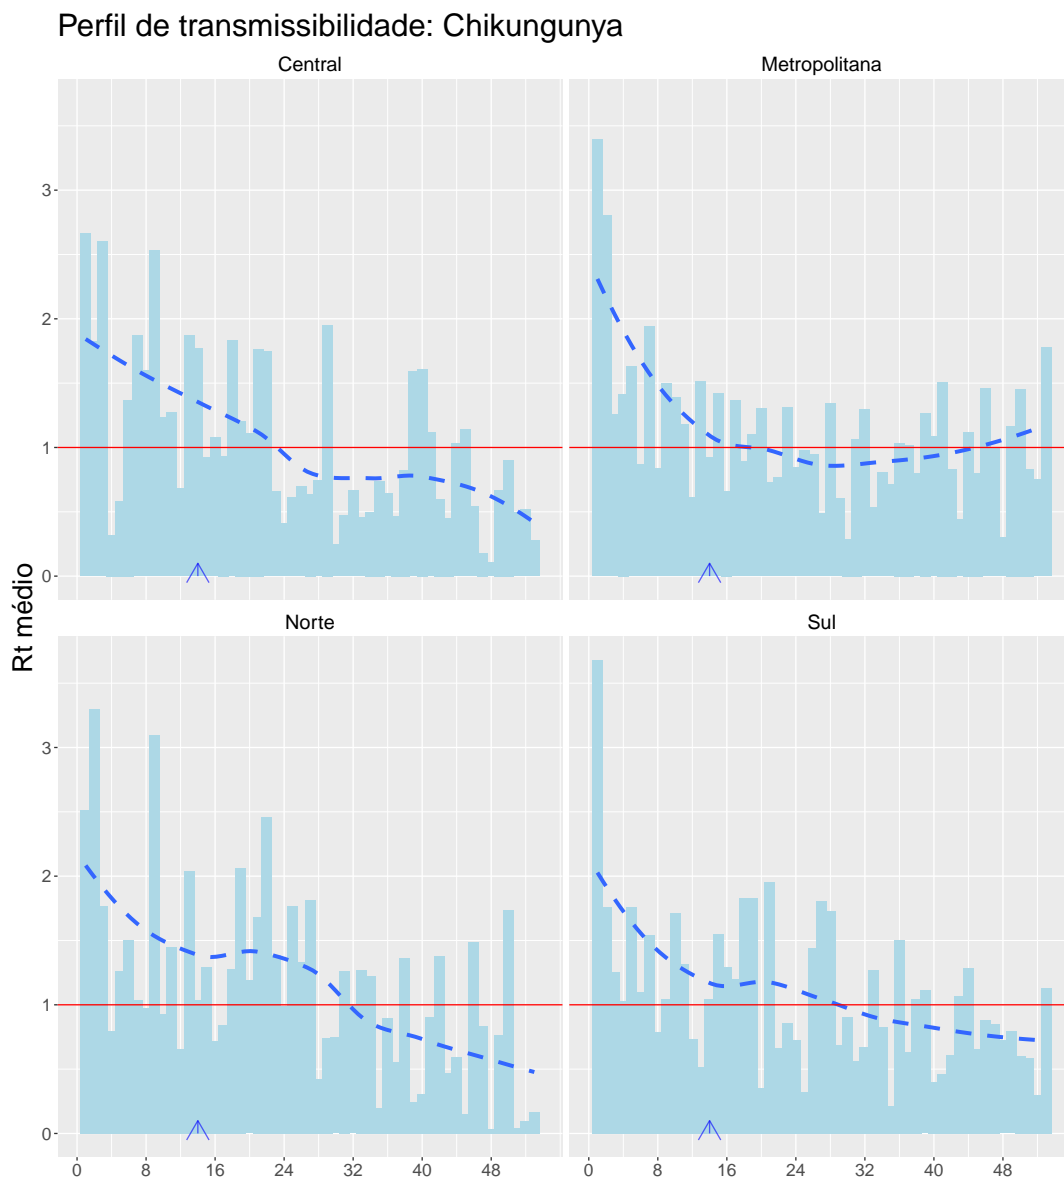 Perfil de transmissibilidade: Chikungunya
Central
Metropolitana
3
2
1
0
Rt médio
Norte
Sul
3
2
1
0
0 8 16 24 32 40 48
0 8 16 24 32 40 48